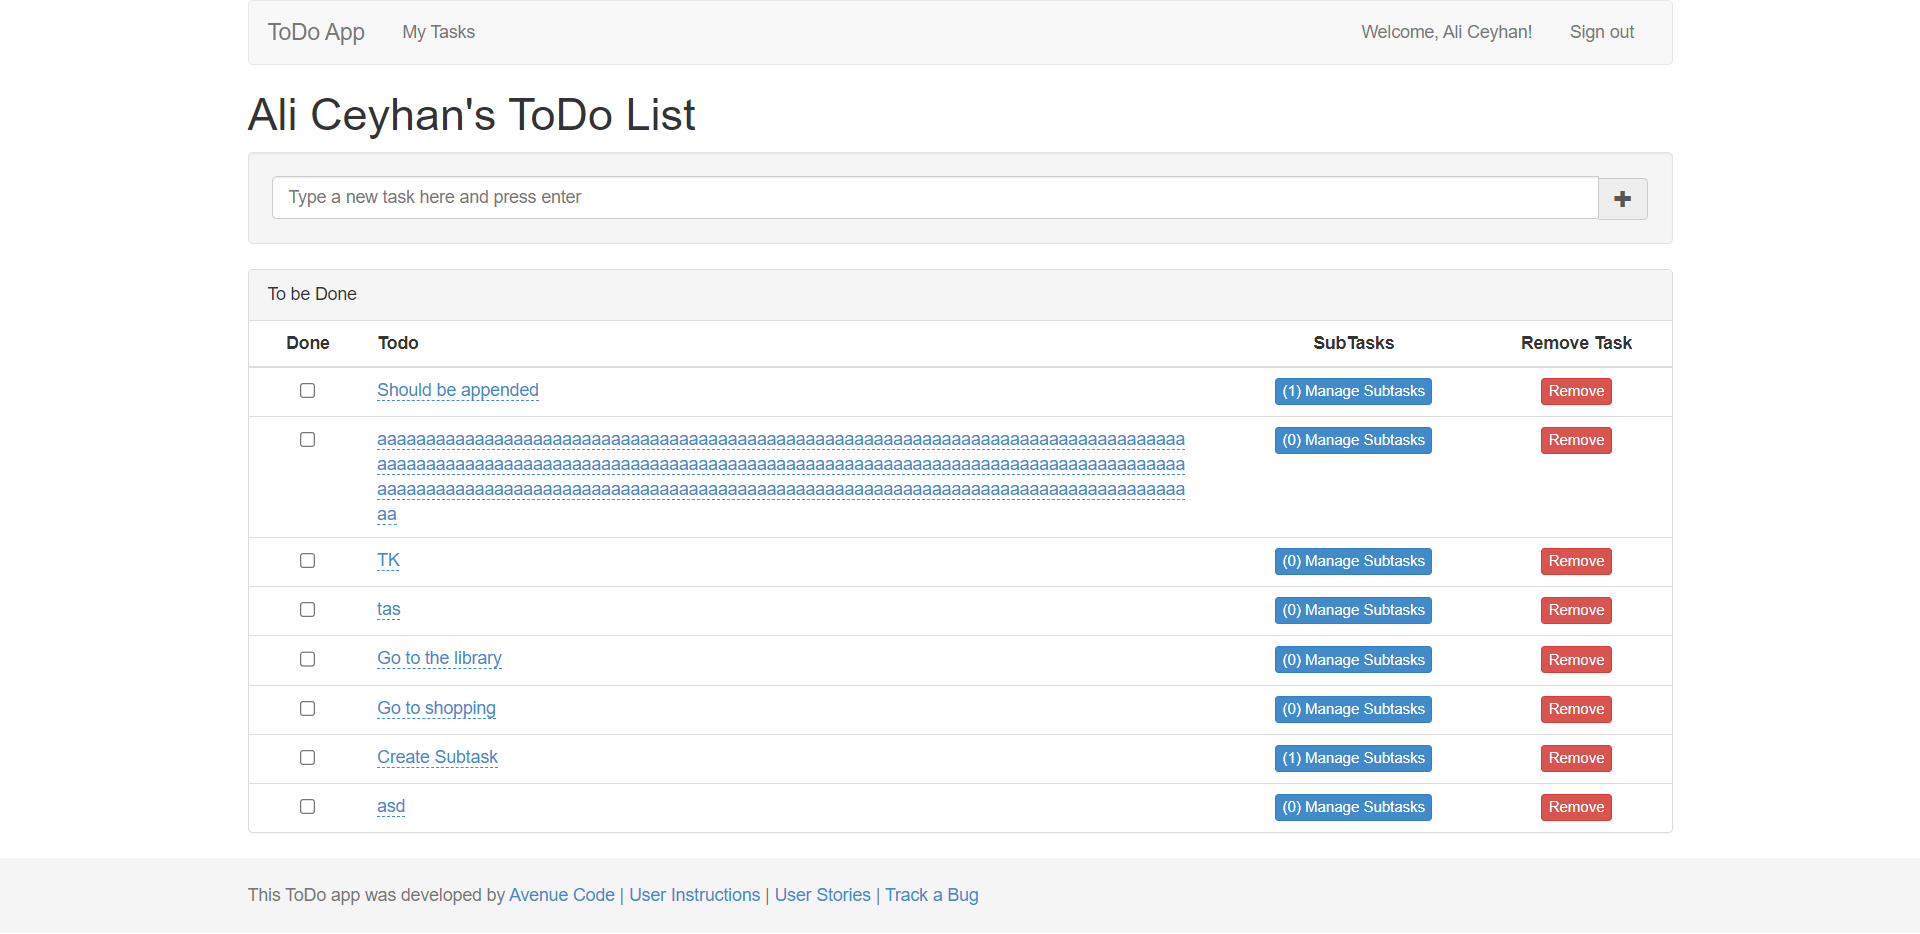 ToDo App
My Tasks
Welcome, Ali Ceyhan!
Sign out
Ali Ceyhan's ToDo List
Type a new task here and press enter
To be Done
Done Todo SubTasks Remove Task
Should be appended (1) Manage Subtasks Remove
aaaaaaaaaaaaaaaaaaaaaaaaaaaaaaaaaaaaaaaaaaaaaaaaaaaaaaaaaaaaaaaaaaaaaaaaaaaaaaaaaaa (0) Manage Subtasks Remove
aaaaaaaaaaaaaaaaaaaaaaaaaaaaaaaaaaaaaaaaaaaaaaaaaaaaaaaaaaaaaaaaaaaaaaaaaaaaaaaaaaa
aaaaaaaaaaaaaaaaaaaaaaaaaaaaaaaaaaaaaaaaaaaaaaaaaaaaaaaaaaaaaaaaaaaaaaaaaaaaaaaaaaa
aa
TK (0) Manage Subtasks Remove
tas (0) Manage Subtasks Remove
Go to the library (0) Manage Subtasks Remove
Go to shopping (0) Manage Subtasks Remove
Create Subtask (1) Manage Subtasks Remove
asd (0) Manage Subtasks Remove
This ToDo app was developed by Avenue Code | User Instructions | User Stories | Track a Bug